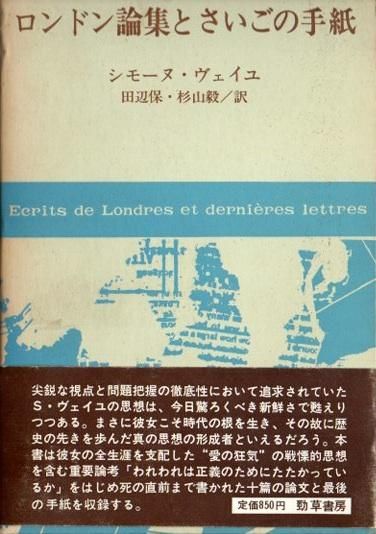 ロンドン論集とさいごの手紙
シモーヌ・ヴェイユ
田辺保・杉山毅／訳
Ecrits de Londres et dernières lettres
尖鋭な視点と問題把握の徹底性において追求されていた
S・ヴェイユの思想は、今日驚ろくべき新鮮さで甦えり
つつある。まさに彼女こそ時代の根を生き、その故に歴
史の先きを歩んだ真の思想の形成者といえるだろう。本
書は彼女の全生涯を支配した“愛の狂気”の戦慄的思想
を含む重要論考「われわれは正義のためにたたかってい
るか」をはじめ死の直前まで書かれた十篇の論文と最後
の手紙を収録する。
定価850円 勁草書房